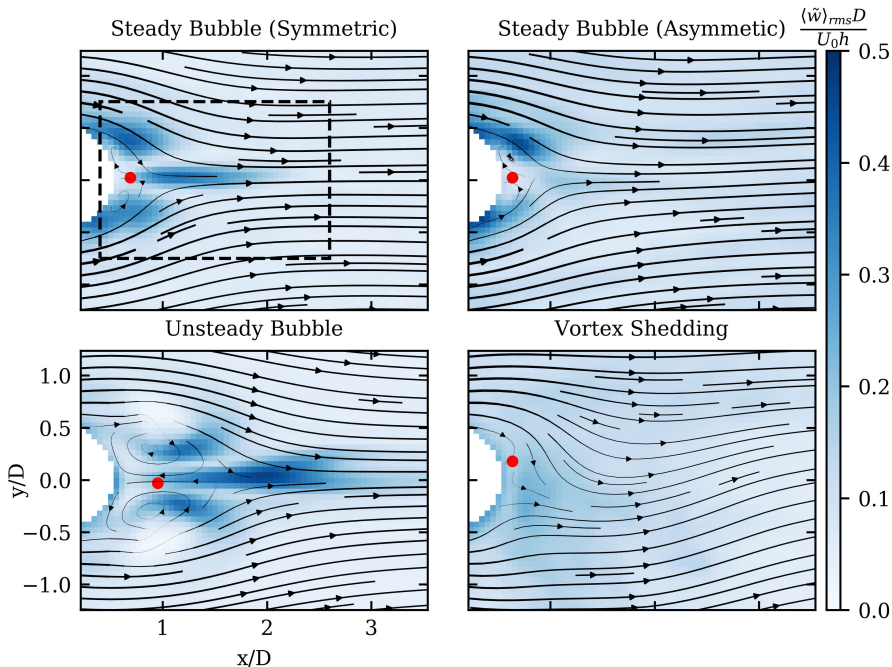 Steady Bubble (Symmetric)
Steady Bubble (Asymmetric)
⟨w̃⟩rmsD
U0h
0.5
0.4
0.3
0.2
0.1
0.0
Unsteady Bubble
Vortex Shedding
y/D
1.0
0.5
0.0
−0.5
−1.0
1 2 3
x/D